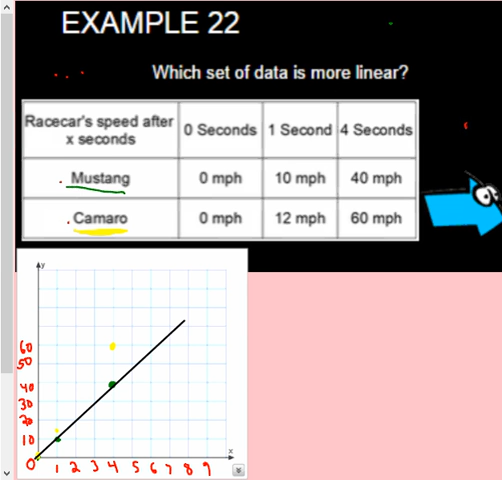 EXAMPLE 22
Which set of data is more linear?
Racecar's speed after x seconds 0 Seconds 1 Second 4 Seconds
Mustang 0 mph 10 mph 40 mph
Camaro 0 mph 12 mph 60 mph
y
60
50
40
30
20
10
0
x
1 2 3 4 5 6 7 8 9